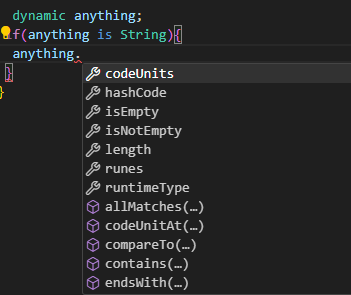 dynamic anything;
if(anything is String){
anything.
}
}
codeUnits
hashCode
isEmpty
isNotEmpty
length
runes
runtimeType
allMatches(…)
codeUnitAt(…)
compareTo(…)
contains(…)
endsWith(…)